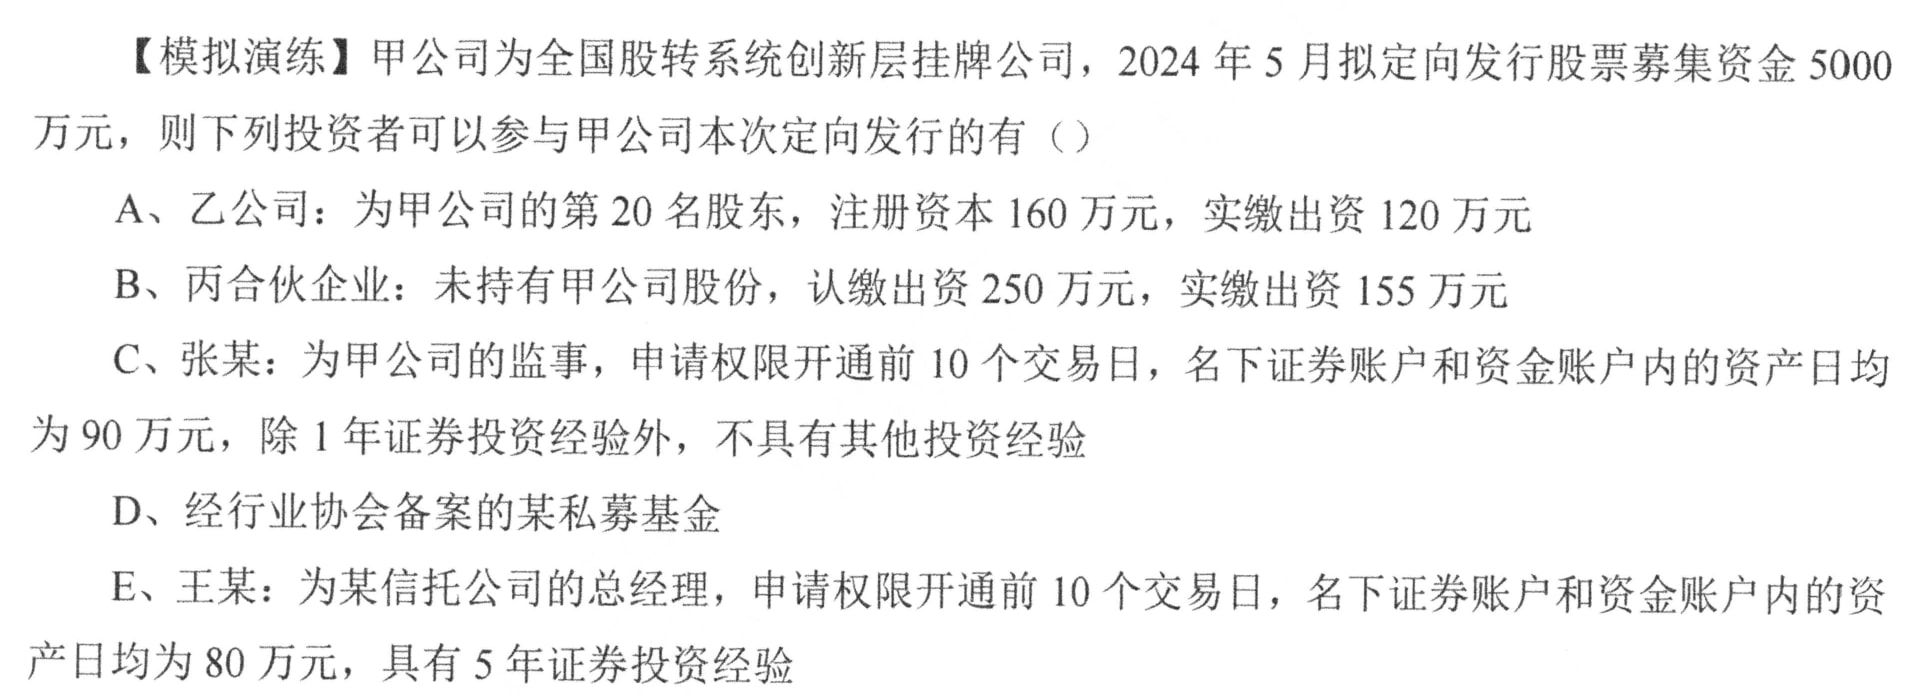 【模拟演练】甲公司为全国股转系统创新层挂牌公司，2024 年 5 月拟定向发行股票募集资金 5000
万元，则下列投资者可以参与甲公司本次定向发行的有（）
A、乙公司：为甲公司的第 20 名股东，注册资本 160 万元，实缴出资 120 万元
B、丙合伙企业：未持有甲公司股份，认缴出资 250 万元，实缴出资 155 万元
C、张某：为甲公司的监事，申请权限开通前 10 个交易日，名下证券账户和资金账户内的资产日均
为 90 万元，除 1 年证券投资经验外，不具有其他投资经验
D、经行业协会备案的某私募基金
E、王某：为某信托公司的总经理，申请权限开通前 10 个交易日，名下证券账户和资金账户内的资
产日均为 80 万元，具有 5 年证券投资经验